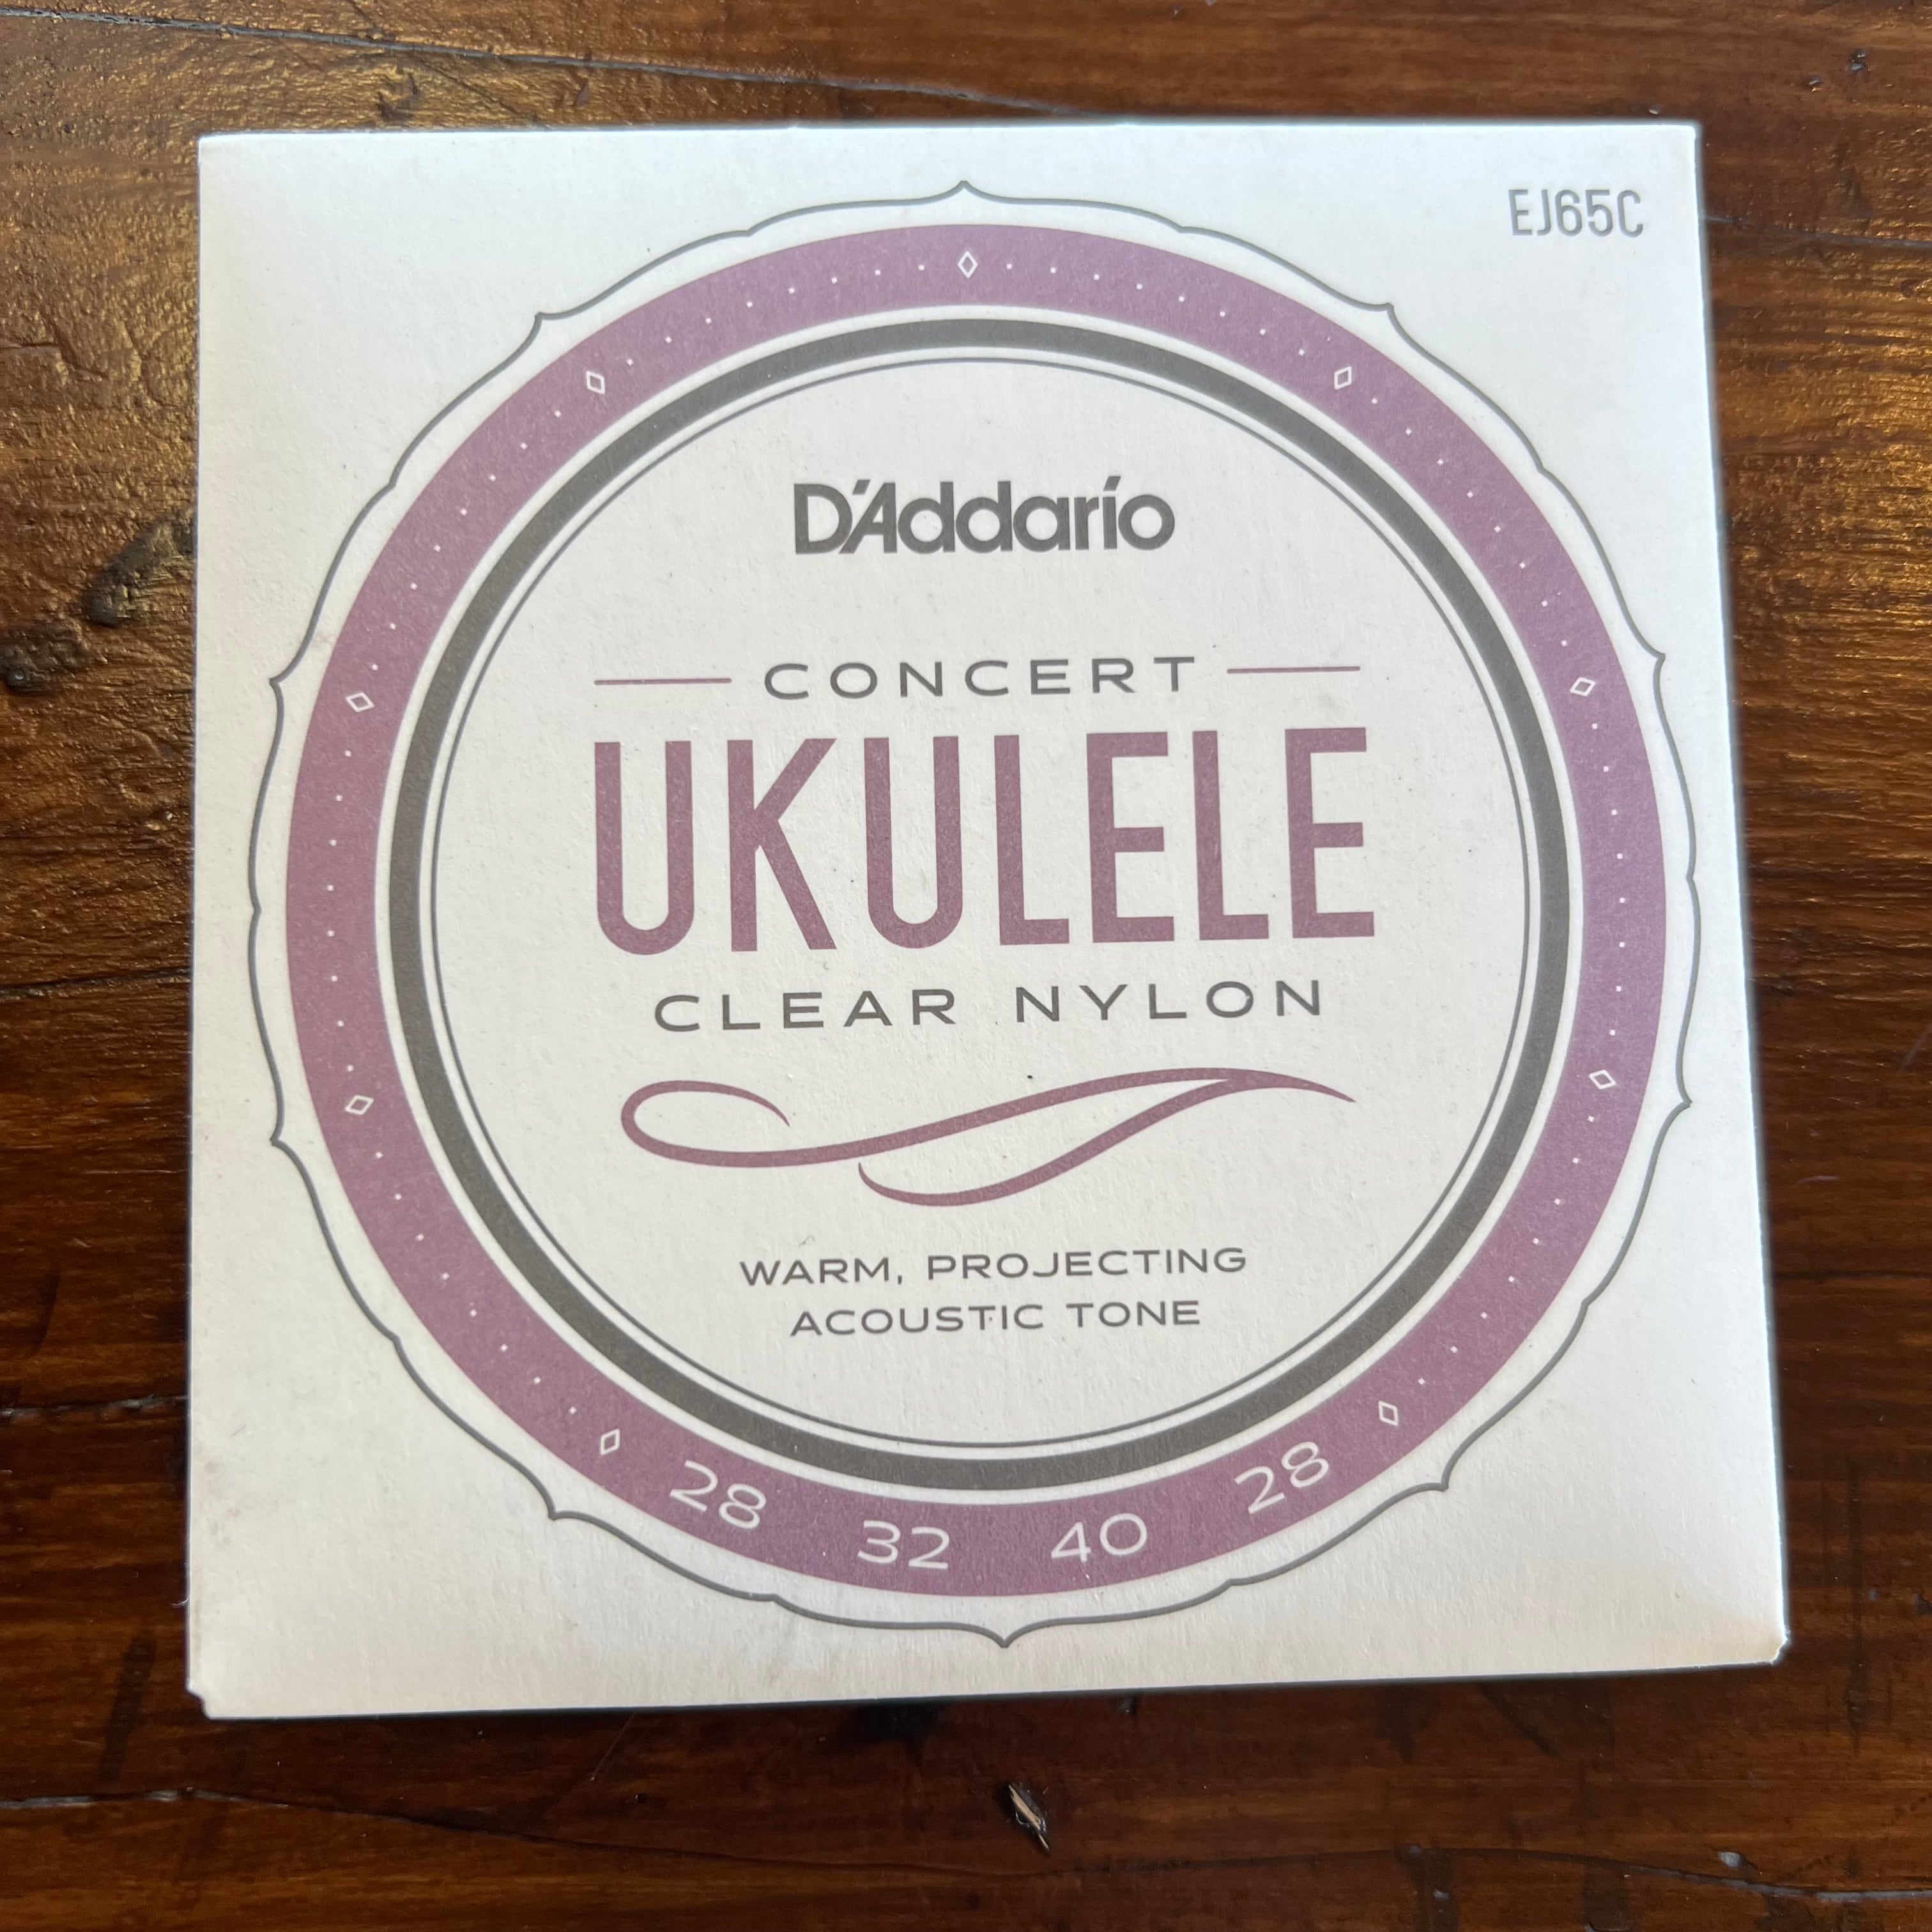 EJ65C
D'Addario
CONCERT
UKULELE
CLEAR NYLON
WARM, PROJECTING
ACOUSTIC TONE
28 32 40 28